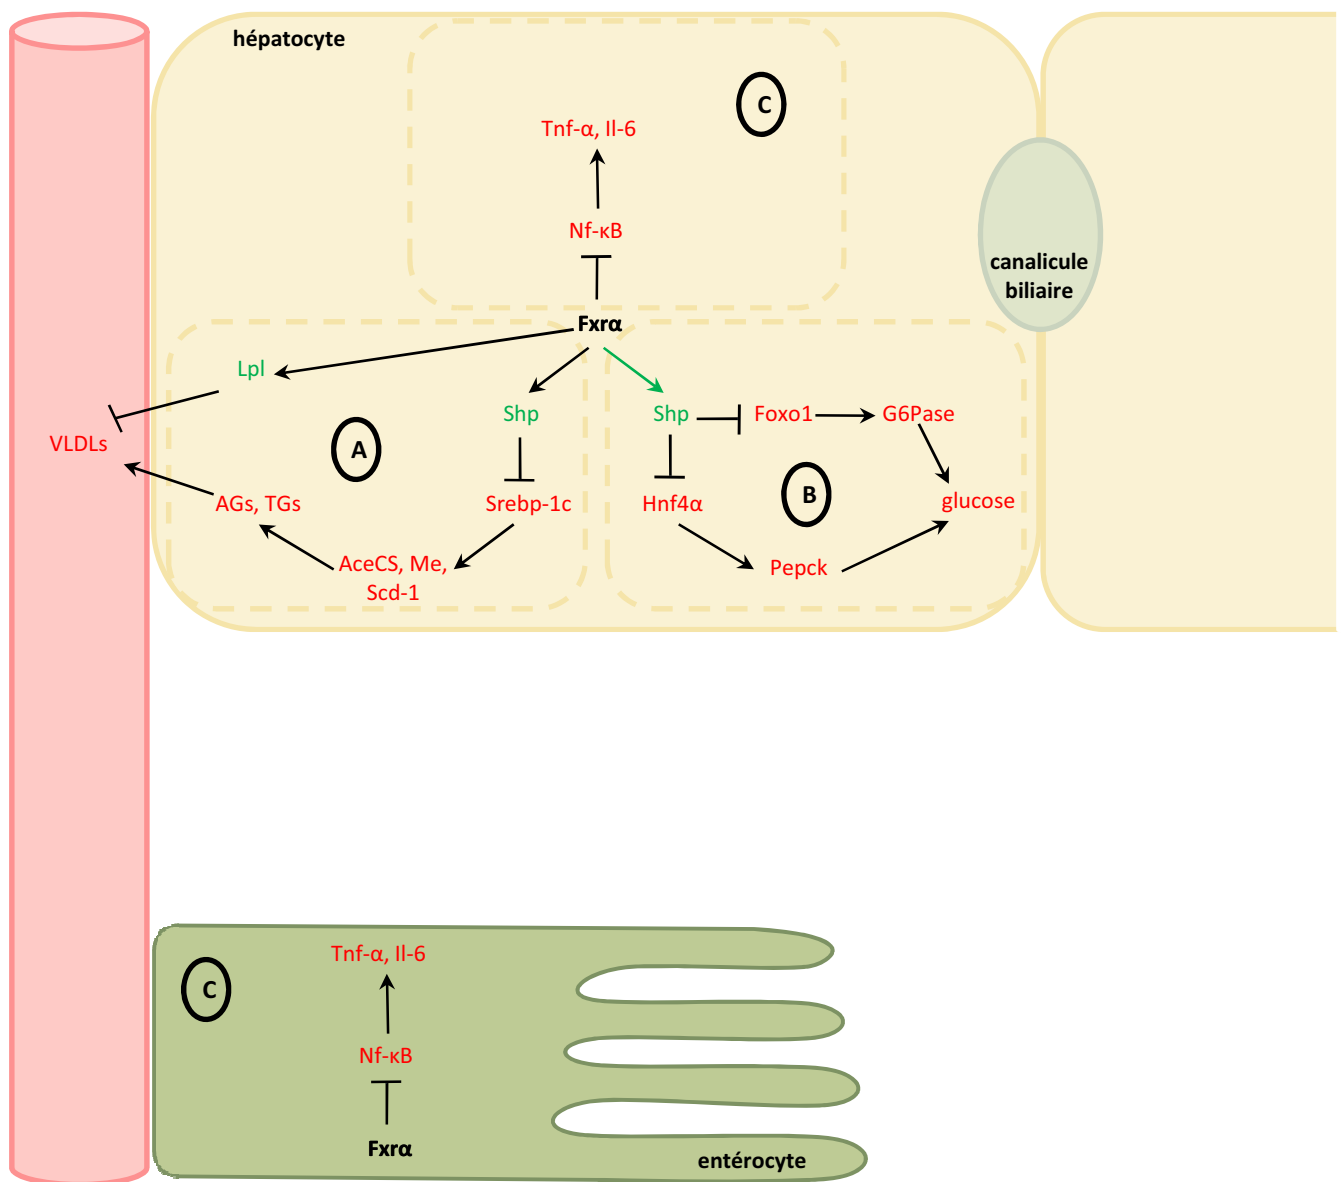 hépatocyte
C
Tnf-α, Il-6
Nf-κB
canalicule
biliaire
Fxrα
Lpl
Shp
Shp
Foxo1
G6Pase
VLDLs
A
AGs, TGs
Srebp-1c
Hnf4α
B
glucose
AceCS, Me,
Scd-1
Pepck
Tnf-α, Il-6
C
Nf-κB
Fxrα
entérocyte